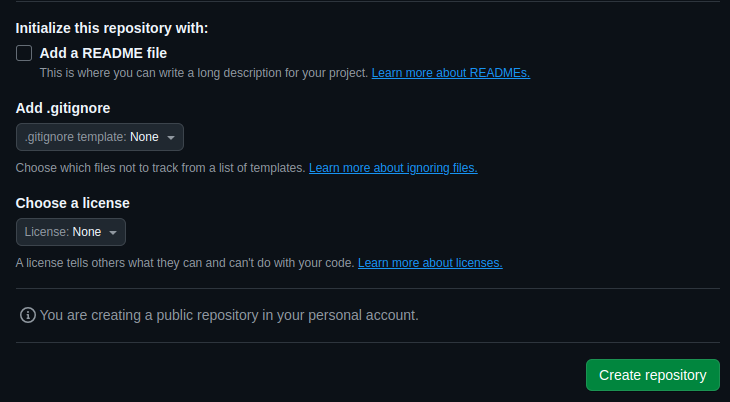 Initialize this repository with:
Add a README file
This is where you can write a long description for your project. Learn more about READMEs.
Add .gitignore
.gitignore template: None
Choose which files not to track from a list of templates. Learn more about ignoring files.
Choose a license
License: None
A license tells others what they can and can't do with your code. Learn more about licenses.
You are creating a public repository in your personal account.
Create repository